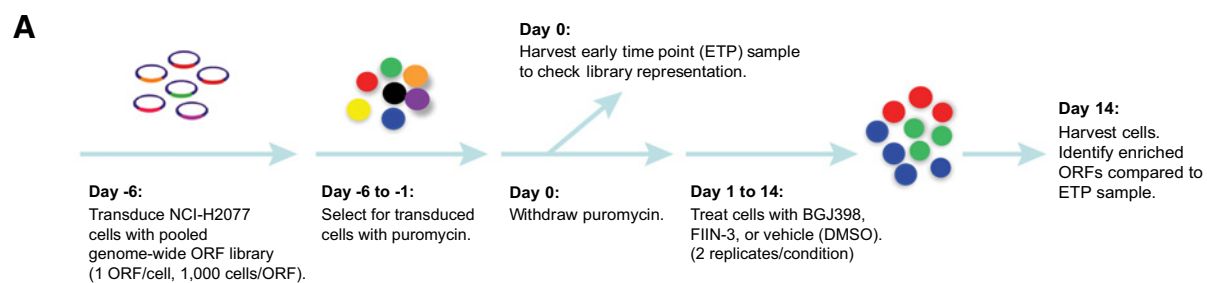 A
Day 0:
Harvest early time point (ETP) sample
to check library representation.
Day -6:
Transduce NCI-H2077
cells with pooled
genome-wide ORF library
(1 ORF/cell, 1,000 cells/ORF).
Day -6 to -1:
Select for transduced
cells with puromycin.
Day 0:
Withdraw puromycin.
Day 1 to 14:
Treat cells with BGJ398,
FIIN-3, or vehicle (DMSO).
(2 replicates/condition)
Day 14:
Harvest cells.
Identify enriched
ORFs compared to
ETP sample.